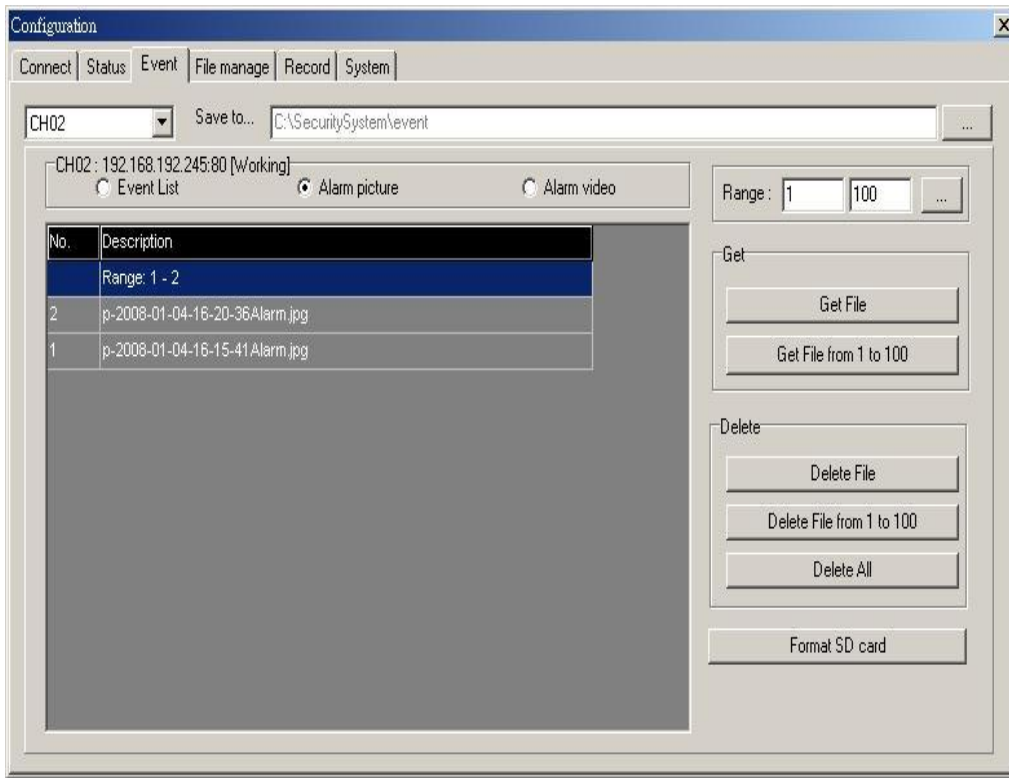 Configuration X
Connect Status Event File manage Record System
CH02 Save to... C:\SecuritySystem\event ...
CH02 : 192.168.192.245:80 [Working]
Event List Alarm picture Alarm video
Range : 1 100 ...
No. Description
Range: 1 - 2
2 p-2008-01-04-16-20-36Alarm.jpg
1 p-2008-01-04-16-15-41Alarm.jpg
Get
Get File
Get File from 1 to 100
Delete
Delete File
Delete File from 1 to 100
Delete All
Format SD card